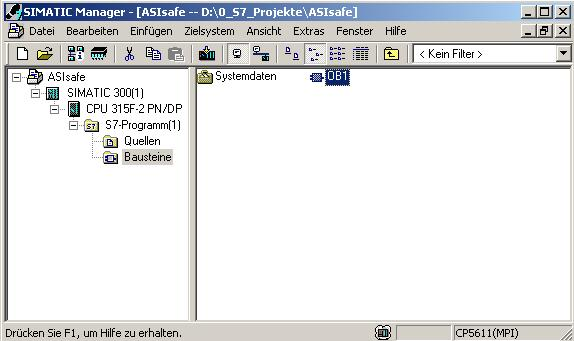 SIMATIC Manager - [ASIsafe -- D:\0_S7_Projekte\ASIsafe]
Datei Bearbeiten Einfügen Zielsystem Ansicht Extras Fenster Hilfe
< Kein Filter >
ASIsafe
SIMATIC 300(1)
CPU 315F-2 PN/DP
S7-Programm(1)
Quellen
Bausteine
Systemdaten OB1
Drücken Sie F1, um Hilfe zu erhalten. CP5611(MPI)